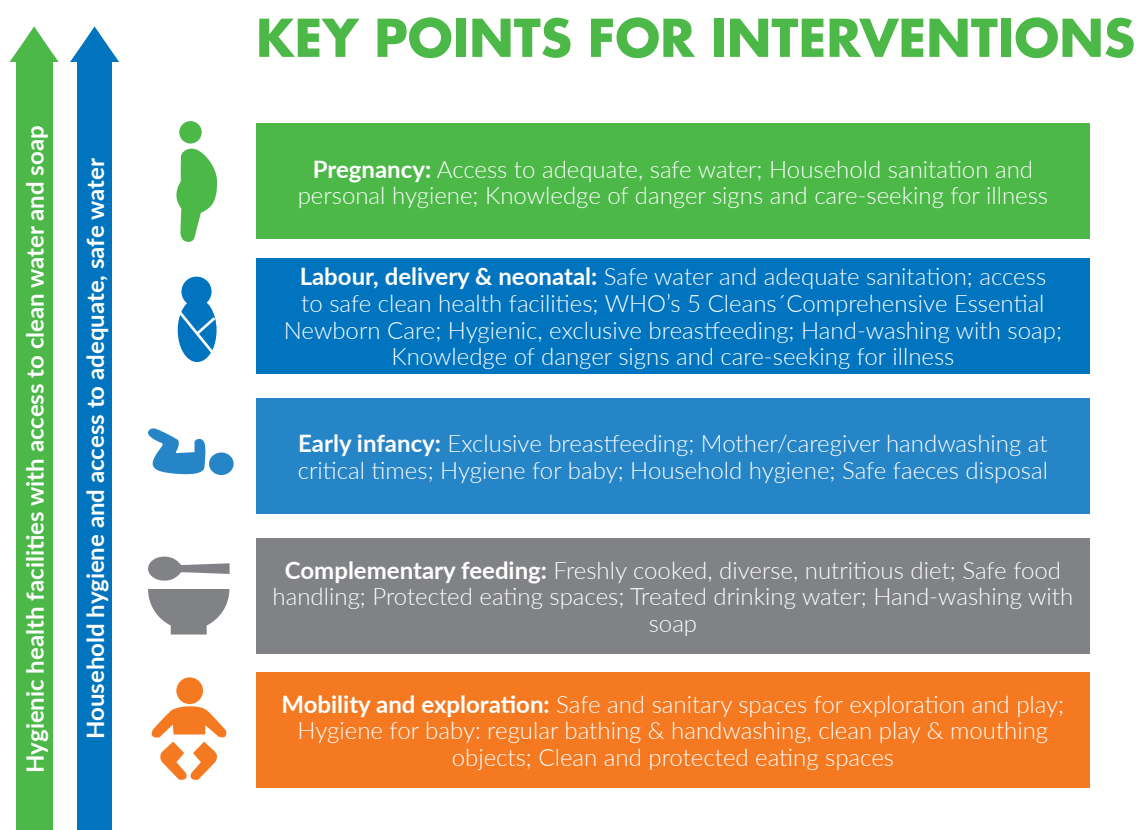 KEY POINTS FOR INTERVENTIONS
Hygienic health facilities with access to clean water and soap
Household hygiene and access to adequate, safe water
Pregnancy: Access to adequate, safe water; Household sanitation and
personal hygiene; Knowledge of danger signs and care-seeking for illness
Labour, delivery & neonatal: Safe water and adequate sanitation; access
to safe clean health facilities; WHO's 5 Cleans´Comprehensive Essential
Newborn Care; Hygienic, exclusive breastfeeding; Hand-washing with soap;
Knowledge of danger signs and care-seeking for illness
Early infancy: Exclusive breastfeeding; Mother/caregiver handwashing at
critical times; Hygiene for baby; Household hygiene; Safe faeces disposal
Complementary feeding: Freshly cooked, diverse, nutritious diet; Safe food
handling; Protected eating spaces; Treated drinking water; Hand-washing with
soap
Mobility and exploration: Safe and sanitary spaces for exploration and play;
Hygiene for baby: regular bathing & handwashing, clean play & mouthing
objects; Clean and protected eating spaces